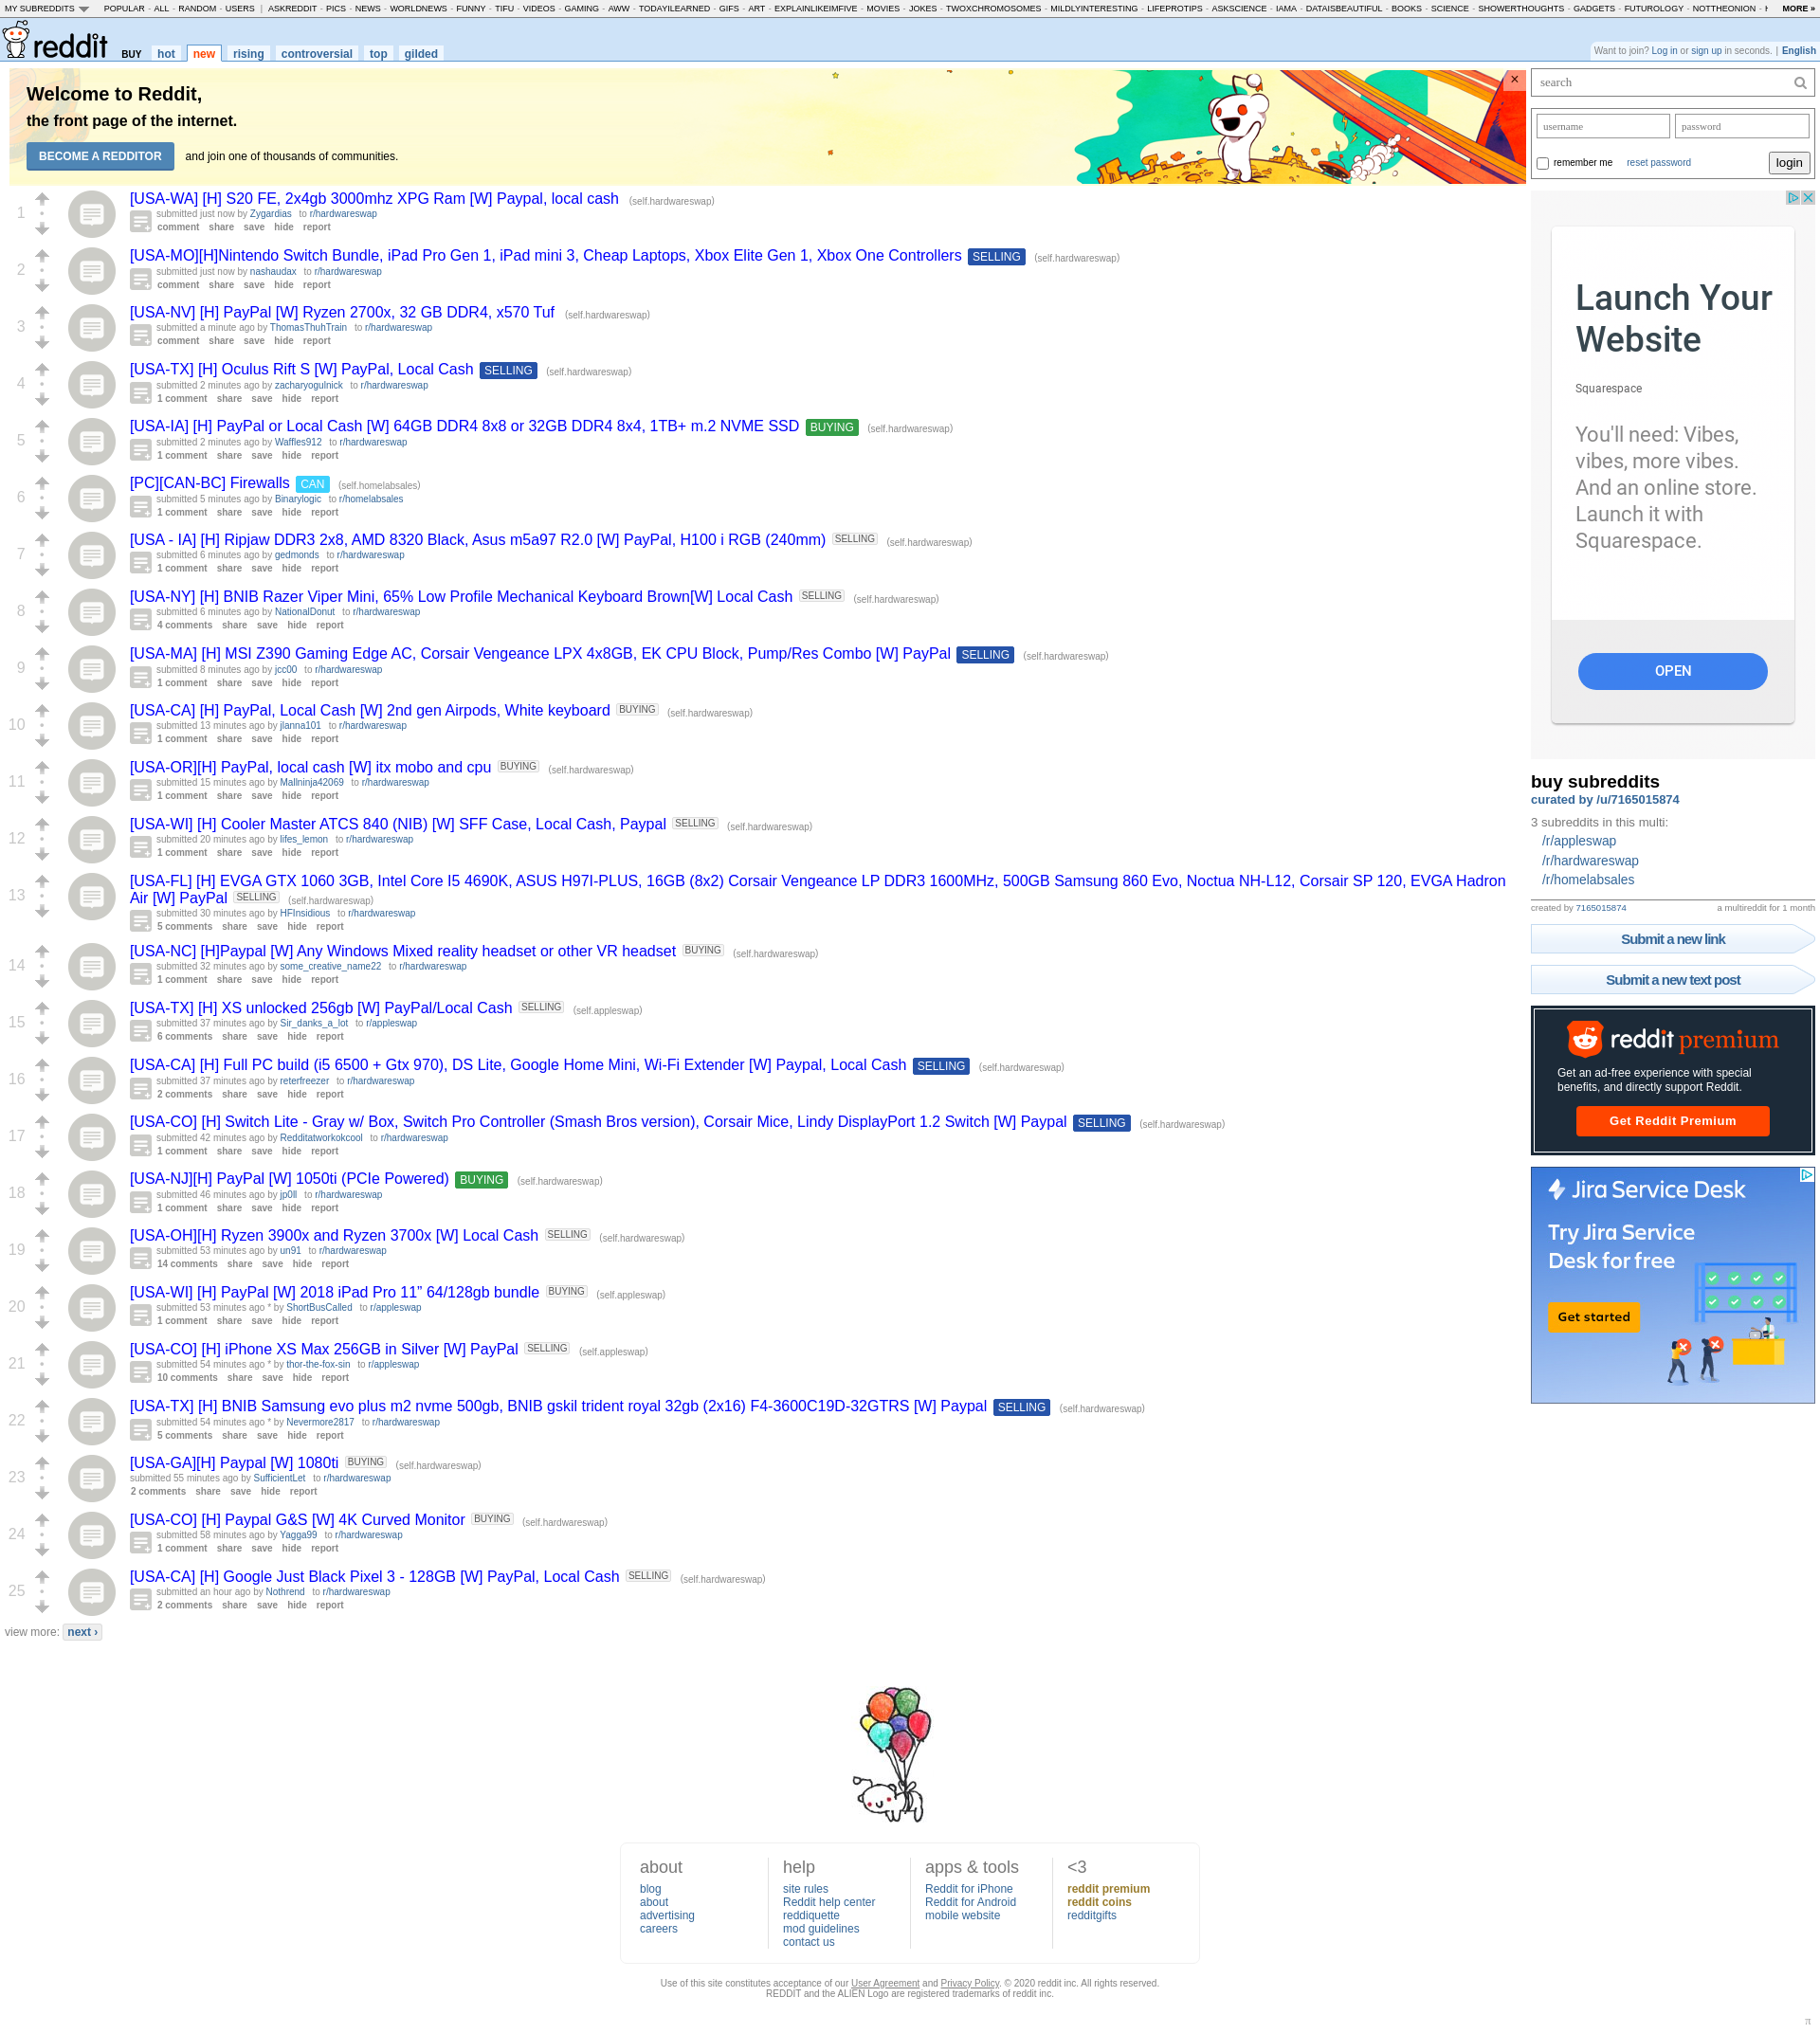 MY SUBREDDITS POPULAR - ALL - RANDOM - USERS | ASKREDDIT - PICS - NEWS - WORLDNEWS - FUNNY - TIFU - VIDEOS - GAMING - AWW - TODAYILEARNED - GIFS - ART - EXPLAINLIKEIMFIVE - MOVIES - JOKES - TWOXCHROMOSOMES - MILDLYINTERESTING - LIFEPROTIPS - ASKSCIENCE - IAMA - DATAISBEAUTIFUL - BOOKS - SCIENCE - SHOWERTHOUGHTS - GADGETS - FUTUROLOGY - NOTTHEONION - MORE »
reddit BUY hot new rising controversial top gilded
Want to join? Log in or sign up in seconds. | English
Welcome to Reddit,
the front page of the internet.
BECOME A REDDITOR and join one of thousands of communities.
×
1
[USA-WA] [H] S20 FE, 2x4gb 3000mhz XPG Ram [W] Paypal, local cash (self.hardwareswap)
submitted just now by Zygardias to r/hardwareswap
comment share save hide report
2
[USA-MO][H]Nintendo Switch Bundle, iPad Pro Gen 1, iPad mini 3, Cheap Laptops, Xbox Elite Gen 1, Xbox One Controllers SELLING (self.hardwareswap)
submitted just now by nashaudax to r/hardwareswap
comment share save hide report
3
[USA-NV] [H] PayPal [W] Ryzen 2700x, 32 GB DDR4, x570 Tuf (self.hardwareswap)
submitted a minute ago by ThomasThuhTrain to r/hardwareswap
comment share save hide report
4
[USA-TX] [H] Oculus Rift S [W] PayPal, Local Cash SELLING (self.hardwareswap)
submitted 2 minutes ago by zacharyogulnick to r/hardwareswap
1 comment share save hide report
5
[USA-IA] [H] PayPal or Local Cash [W] 64GB DDR4 8x8 or 32GB DDR4 8x4, 1TB+ m.2 NVME SSD BUYING (self.hardwareswap)
submitted 2 minutes ago by Waffles912 to r/hardwareswap
1 comment share save hide report
6
[PC][CAN-BC] Firewalls CAN (self.homelabsales)
submitted 5 minutes ago by Binarylogic to r/homelabsales
1 comment share save hide report
7
[USA - IA] [H] Ripjaw DDR3 2x8, AMD 8320 Black, Asus m5a97 R2.0 [W] PayPal, H100 i RGB (240mm) SELLING (self.hardwareswap)
submitted 6 minutes ago by gedmonds to r/hardwareswap
1 comment share save hide report
8
[USA-NY] [H] BNIB Razer Viper Mini, 65% Low Profile Mechanical Keyboard Brown[W] Local Cash SELLING (self.hardwareswap)
submitted 6 minutes ago by NationalDonut to r/hardwareswap
4 comments share save hide report
9
[USA-MA] [H] MSI Z390 Gaming Edge AC, Corsair Vengeance LPX 4x8GB, EK CPU Block, Pump/Res Combo [W] PayPal SELLING (self.hardwareswap)
submitted 8 minutes ago by jcc00 to r/hardwareswap
1 comment share save hide report
10
[USA-CA] [H] PayPal, Local Cash [W] 2nd gen Airpods, White keyboard BUYING (self.hardwareswap)
submitted 13 minutes ago by jlanna101 to r/hardwareswap
1 comment share save hide report
11
[USA-OR][H] PayPal, local cash [W] itx mobo and cpu BUYING (self.hardwareswap)
submitted 15 minutes ago by Mallninja42069 to r/hardwareswap
1 comment share save hide report
12
[USA-WI] [H] Cooler Master ATCS 840 (NIB) [W] SFF Case, Local Cash, Paypal SELLING (self.hardwareswap)
submitted 20 minutes ago by lifes_lemon to r/hardwareswap
1 comment share save hide report
13
[USA-FL] [H] EVGA GTX 1060 3GB, Intel Core I5 4690K, ASUS H97I-PLUS, 16GB (8x2) Corsair Vengeance LP DDR3 1600MHz, 500GB Samsung 860 Evo, Noctua NH-L12, Corsair SP 120, EVGA Hadron
Air [W] PayPal SELLING (self.hardwareswap)
submitted 30 minutes ago by HFInsidious to r/hardwareswap
5 comments share save hide report
14
[USA-NC] [H]Paypal [W] Any Windows Mixed reality headset or other VR headset BUYING (self.hardwareswap)
submitted 32 minutes ago by some_creative_name22 to r/hardwareswap
1 comment share save hide report
15
[USA-TX] [H] XS unlocked 256gb [W] PayPal/Local Cash SELLING (self.appleswap)
submitted 37 minutes ago by Sir_danks_a_lot to r/appleswap
6 comments share save hide report
16
[USA-CA] [H] Full PC build (i5 6500 + Gtx 970), DS Lite, Google Home Mini, Wi-Fi Extender [W] Paypal, Local Cash SELLING (self.hardwareswap)
submitted 37 minutes ago by reterfreezer to r/hardwareswap
2 comments share save hide report
17
[USA-CO] [H] Switch Lite - Gray w/ Box, Switch Pro Controller (Smash Bros version), Corsair Mice, Lindy DisplayPort 1.2 Switch [W] Paypal SELLING (self.hardwareswap)
submitted 42 minutes ago by Redditatworkokcool to r/hardwareswap
1 comment share save hide report
18
[USA-NJ][H] PayPal [W] 1050ti (PCIe Powered) BUYING (self.hardwareswap)
submitted 46 minutes ago by jp0ll to r/hardwareswap
1 comment share save hide report
19
[USA-OH][H] Ryzen 3900x and Ryzen 3700x [W] Local Cash SELLING (self.hardwareswap)
submitted 53 minutes ago by un91 to r/hardwareswap
14 comments share save hide report
20
[USA-WI] [H] PayPal [W] 2018 iPad Pro 11” 64/128gb bundle BUYING (self.appleswap)
submitted 53 minutes ago * by ShortBusCalled to r/appleswap
1 comment share save hide report
21
[USA-CO] [H] iPhone XS Max 256GB in Silver [W] PayPal SELLING (self.appleswap)
submitted 54 minutes ago * by thor-the-fox-sin to r/appleswap
10 comments share save hide report
22
[USA-TX] [H] BNIB Samsung evo plus m2 nvme 500gb, BNIB gskil trident royal 32gb (2x16) F4-3600C19D-32GTRS [W] Paypal SELLING (self.hardwareswap)
submitted 54 minutes ago * by Nevermore2817 to r/hardwareswap
5 comments share save hide report
23
[USA-GA][H] Paypal [W] 1080ti BUYING (self.hardwareswap)
submitted 55 minutes ago by SufficientLet to r/hardwareswap
2 comments share save hide report
24
[USA-CO] [H] Paypal G&S [W] 4K Curved Monitor BUYING (self.hardwareswap)
submitted 58 minutes ago by Yagga99 to r/hardwareswap
1 comment share save hide report
25
[USA-CA] [H] Google Just Black Pixel 3 - 128GB [W] PayPal, Local Cash SELLING (self.hardwareswap)
submitted an hour ago by Nothrend to r/hardwareswap
2 comments share save hide report
view more: next ›
search
username password
remember me reset password login
Launch Your
Website
Squarespace
You'll need: Vibes,
vibes, more vibes.
And an online store.
Launch it with
Squarespace.
OPEN
buy subreddits
curated by /u/7165015874
3 subreddits in this multi:
/r/appleswap
/r/hardwareswap
/r/homelabsales
created by 7165015874 a multireddit for 1 month
Submit a new link
Submit a new text post
reddit premium
Get an ad-free experience with special
benefits, and directly support Reddit.
Get Reddit Premium
Jira Service Desk
Try Jira Service
Desk for free
Get started
about
blog
about
advertising
careers
help
site rules
Reddit help center
reddiquette
mod guidelines
contact us
apps & tools
Reddit for iPhone
Reddit for Android
mobile website
<3
reddit premium
reddit coins
redditgifts
Use of this site constitutes acceptance of our User Agreement and Privacy Policy. © 2020 reddit inc. All rights reserved.
REDDIT and the ALIEN Logo are registered trademarks of reddit inc.
π